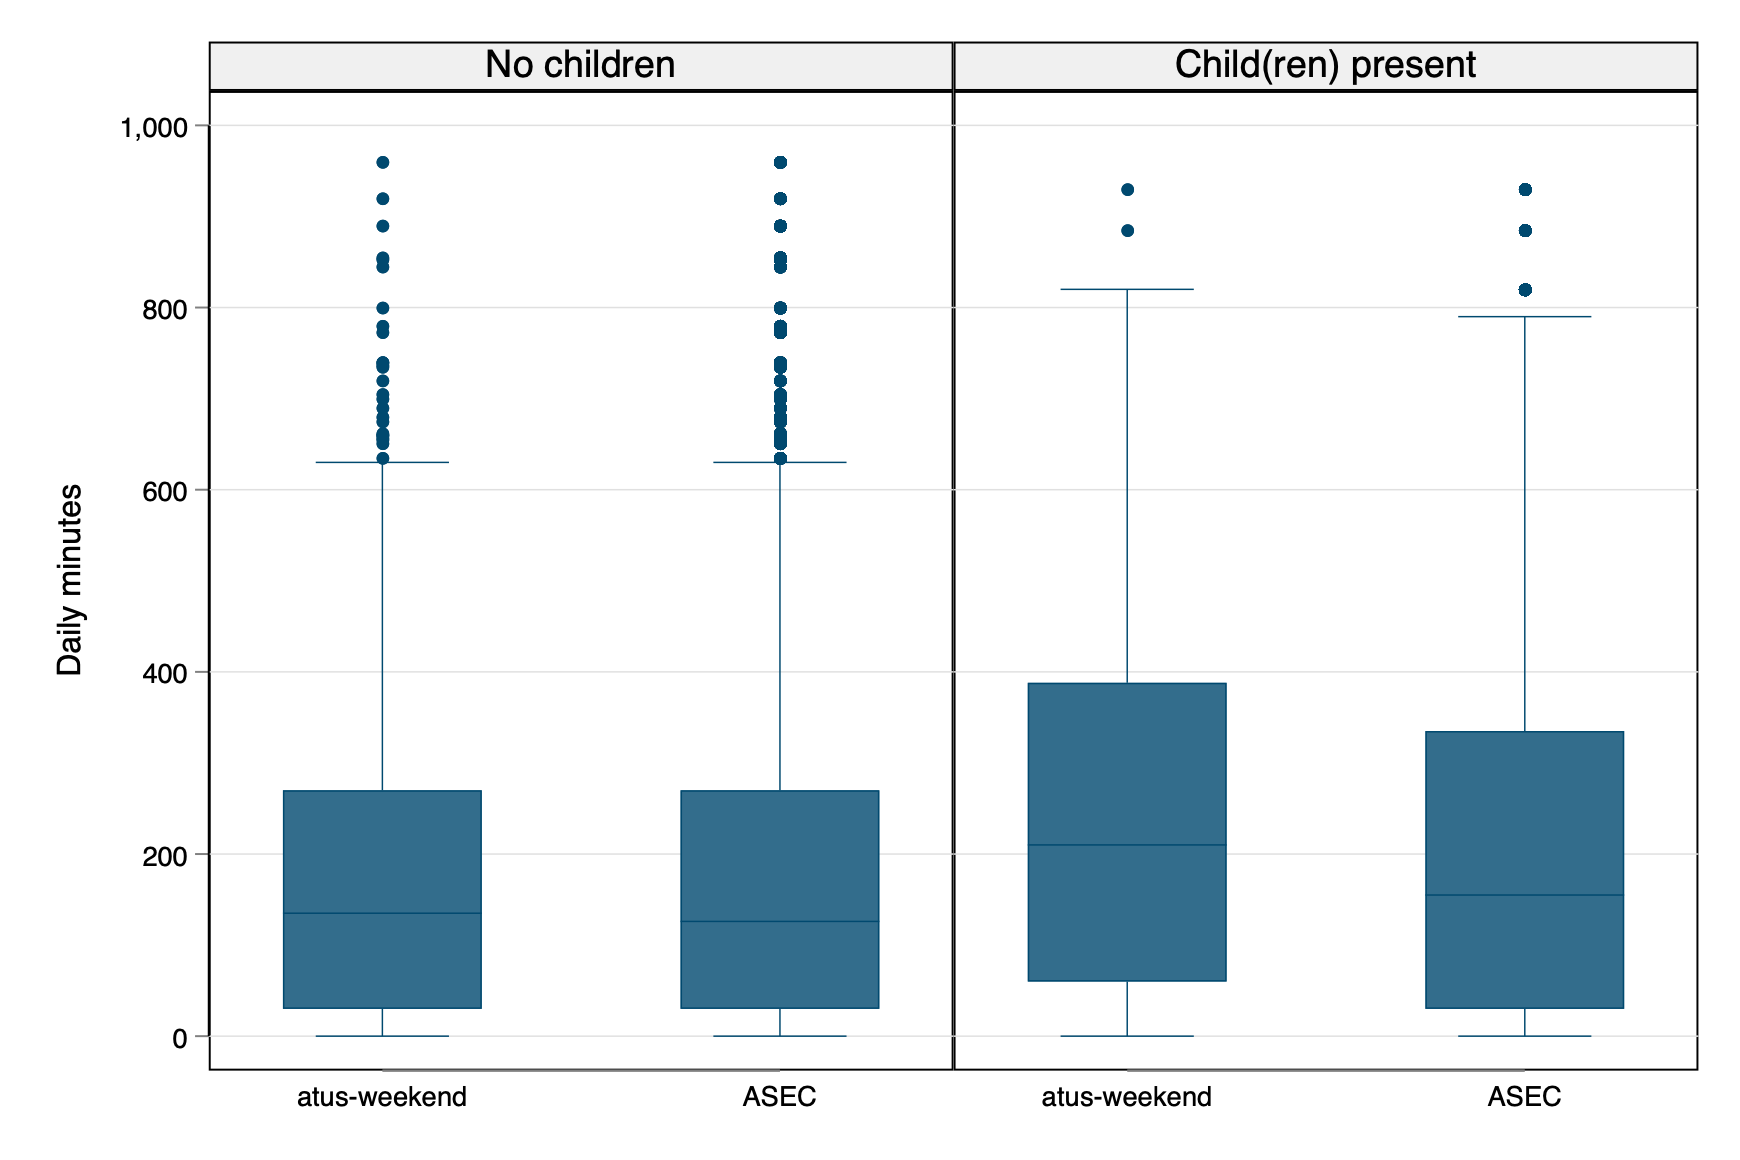 No children
Child(ren) present
Daily minutes
1,000
800
600
400
200
0
atus-weekend
ASEC
atus-weekend
ASEC